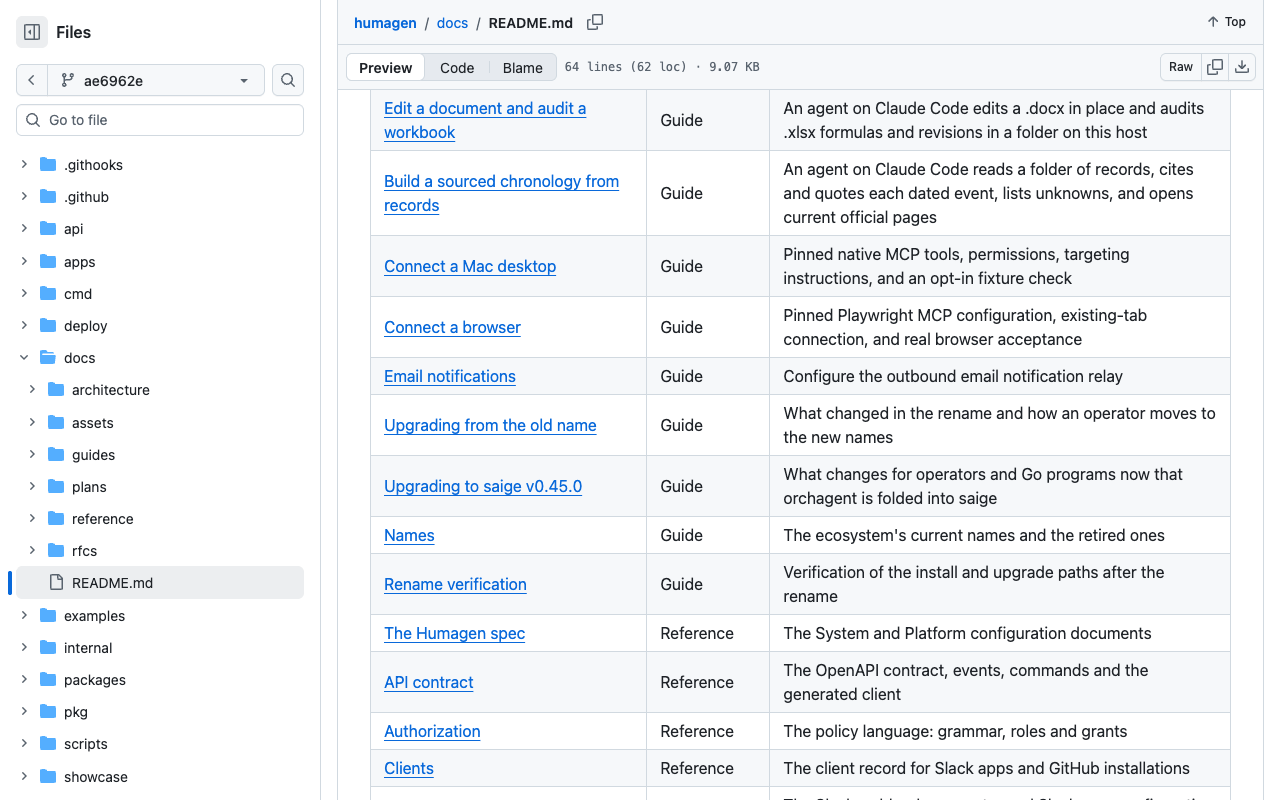 Files
ae6962e
Go to file
.githooks
.github
api
apps
cmd
deploy
docs
architecture
assets
guides
plans
reference
rfcs
README.md
examples
internal
packages
pkg
scripts
showcase
humagen / docs / README.md
Top
Preview Code Blame 64 lines (62 loc) · 9.07 KB Raw
Edit a document and audit a
workbook
Guide
An agent on Claude Code edits a .docx in place and audits
.xlsx formulas and revisions in a folder on this host
Build a sourced chronology from
records
Guide
An agent on Claude Code reads a folder of records, cites
and quotes each dated event, lists unknowns, and opens
current official pages
Connect a Mac desktop
Guide
Pinned native MCP tools, permissions, targeting
instructions, and an opt-in fixture check
Connect a browser
Guide
Pinned Playwright MCP configuration, existing-tab
connection, and real browser acceptance
Email notifications
Guide
Configure the outbound email notification relay
Upgrading from the old name
Guide
What changed in the rename and how an operator moves to
the new names
Upgrading to saige v0.45.0
Guide
What changes for operators and Go programs now that
orchagent is folded into saige
Names
Guide
The ecosystem's current names and the retired ones
Rename verification
Guide
Verification of the install and upgrade paths after the
rename
The Humagen spec
Reference
The System and Platform configuration documents
API contract
Reference
The OpenAPI contract, events, commands and the
generated client
Authorization
Reference
The policy language: grammar, roles and grants
Clients
Reference
The client record for Slack apps and GitHub installations